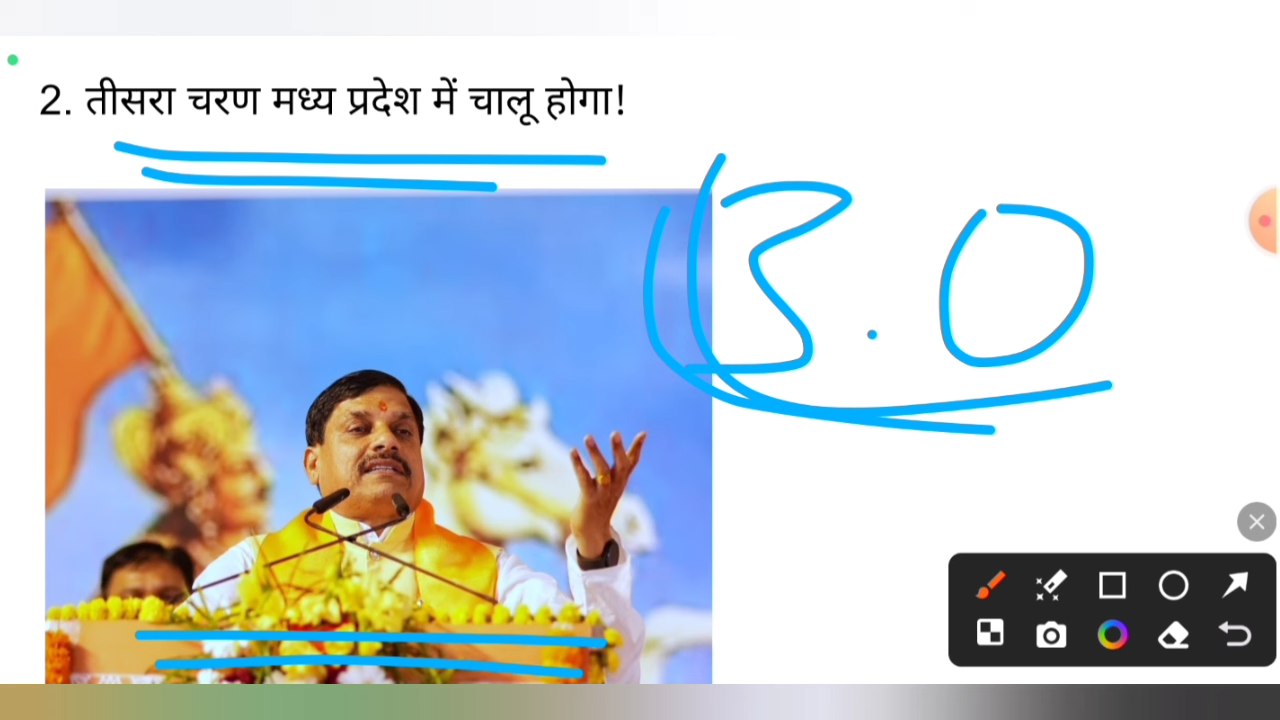 2. तीसरा चरण मध्य प्रदेश में चालू होगा!
3.0